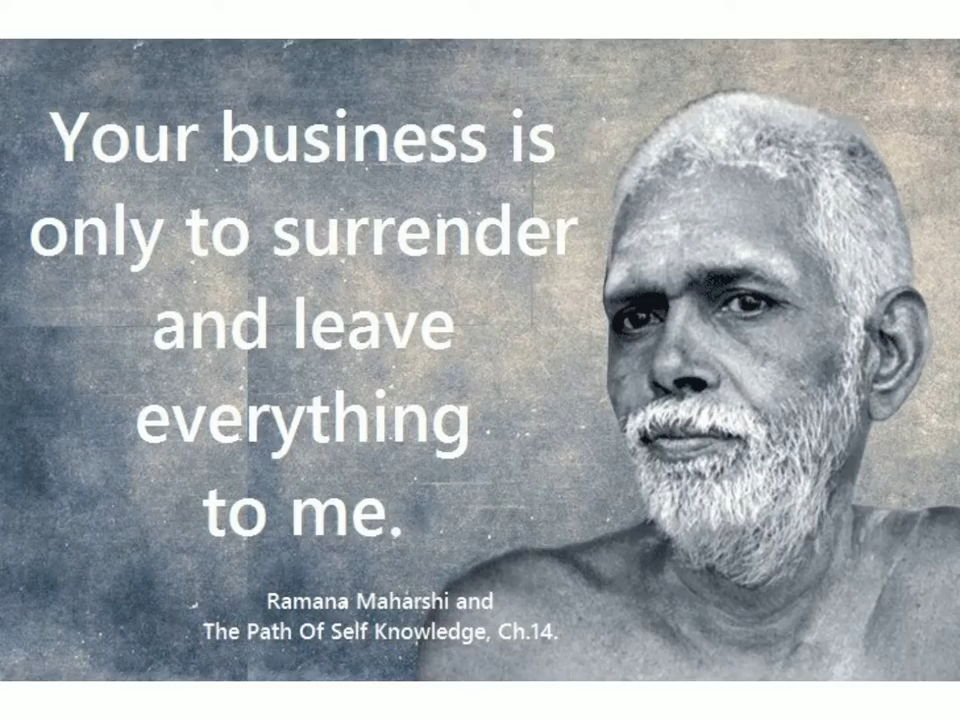 Your business is
only to surrender
and leave
everything
to me.
Ramana Maharshi and
The Path Of Self Knowledge, Ch.14.